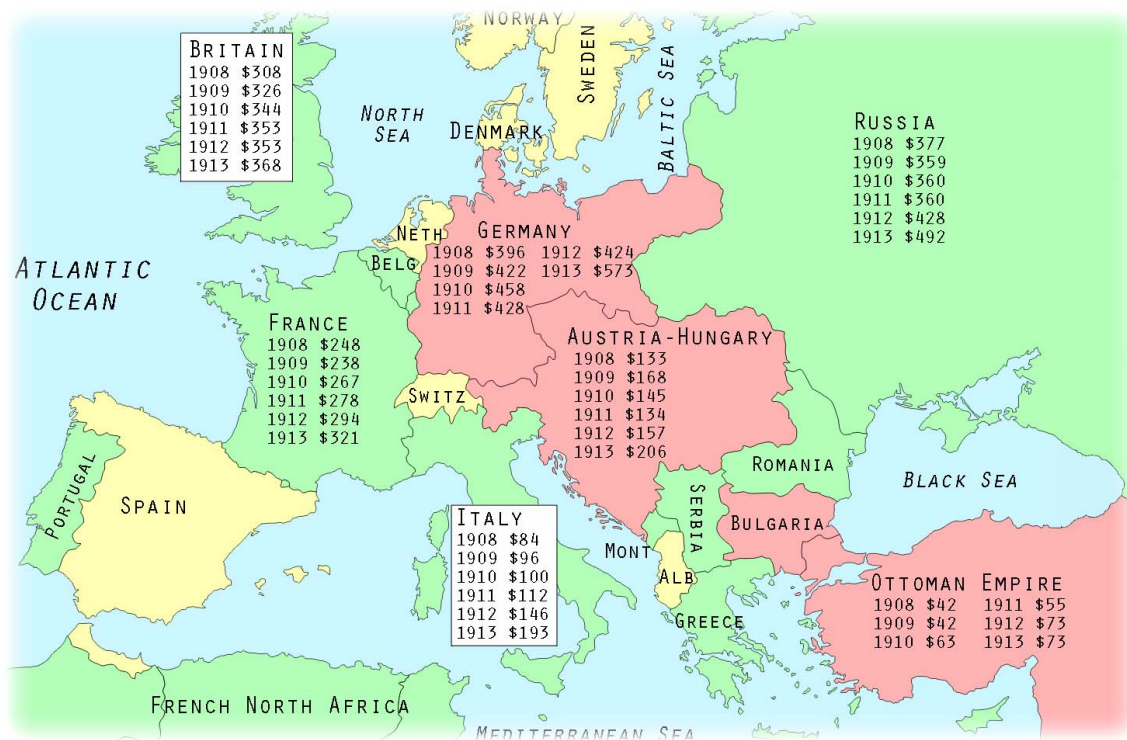 NORWAY
SWEDEN
BALTIC SEA
BRITAIN
1908 $308
1909 $326
1910 $344
1911 $353
1912 $353
1913 $368
NORTH
SEA
DENMARK
RUSSIA
1908 $377
1909 $359
1910 $360
1911 $360
1912 $428
1913 $492
NETH
BELG
GERMANY
1908 $396 1912 $424
1909 $422 1913 $573
1910 $458
1911 $428
ATLANTIC
OCEAN
FRANCE
1908 $248
1909 $238
1910 $267
1911 $278
1912 $294
1913 $321
AUSTRIA-HUNGARY
1908 $133
1909 $168
1910 $145
1911 $134
1912 $157
1913 $206
SWITZ
PORTUGAL
SPAIN
ROMANIA
BLACK SEA
SERBIA
BULGARIA
ITALY
1908 $84
1909 $96
1910 $100
1911 $112
1912 $146
1913 $193
MONT
ALB
GREECE
OTTOMAN EMPIRE
1908 $42 1911 $55
1909 $42 1912 $73
1910 $63 1913 $73
FRENCH NORTH AFRICA
MEDITERRANEAN SEA